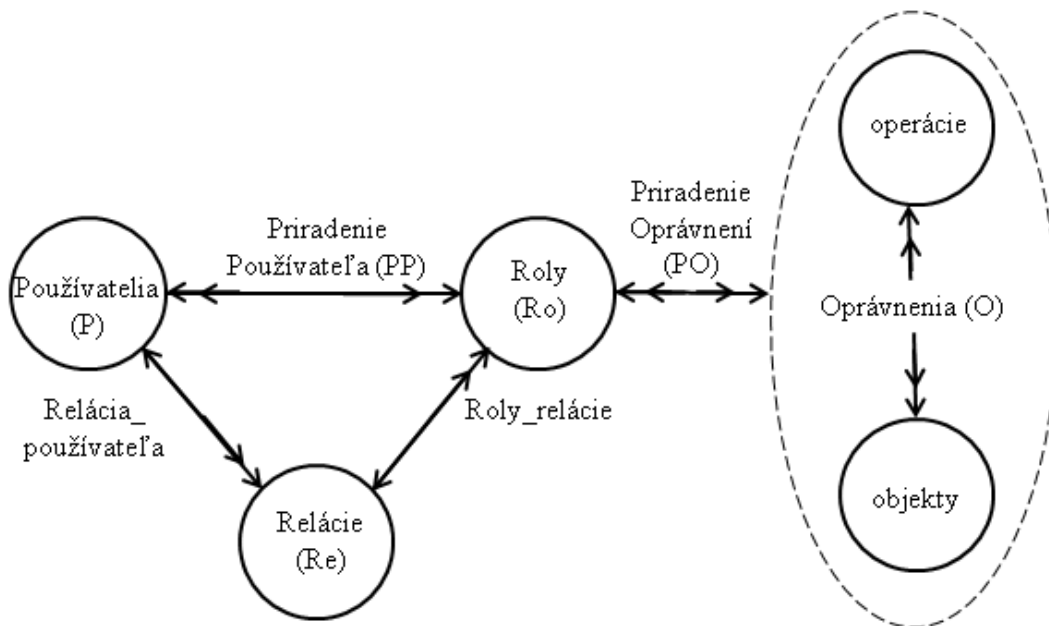 operácie
Priradenie
Oprávnení
(PO)
Priradenie
Používateľa (PP)
Používatelia
(P)
Roly
(Ro)
Oprávnenia (O)
Relácia_
používateľa
Roly_relácie
Relácie
(Re)
objekty